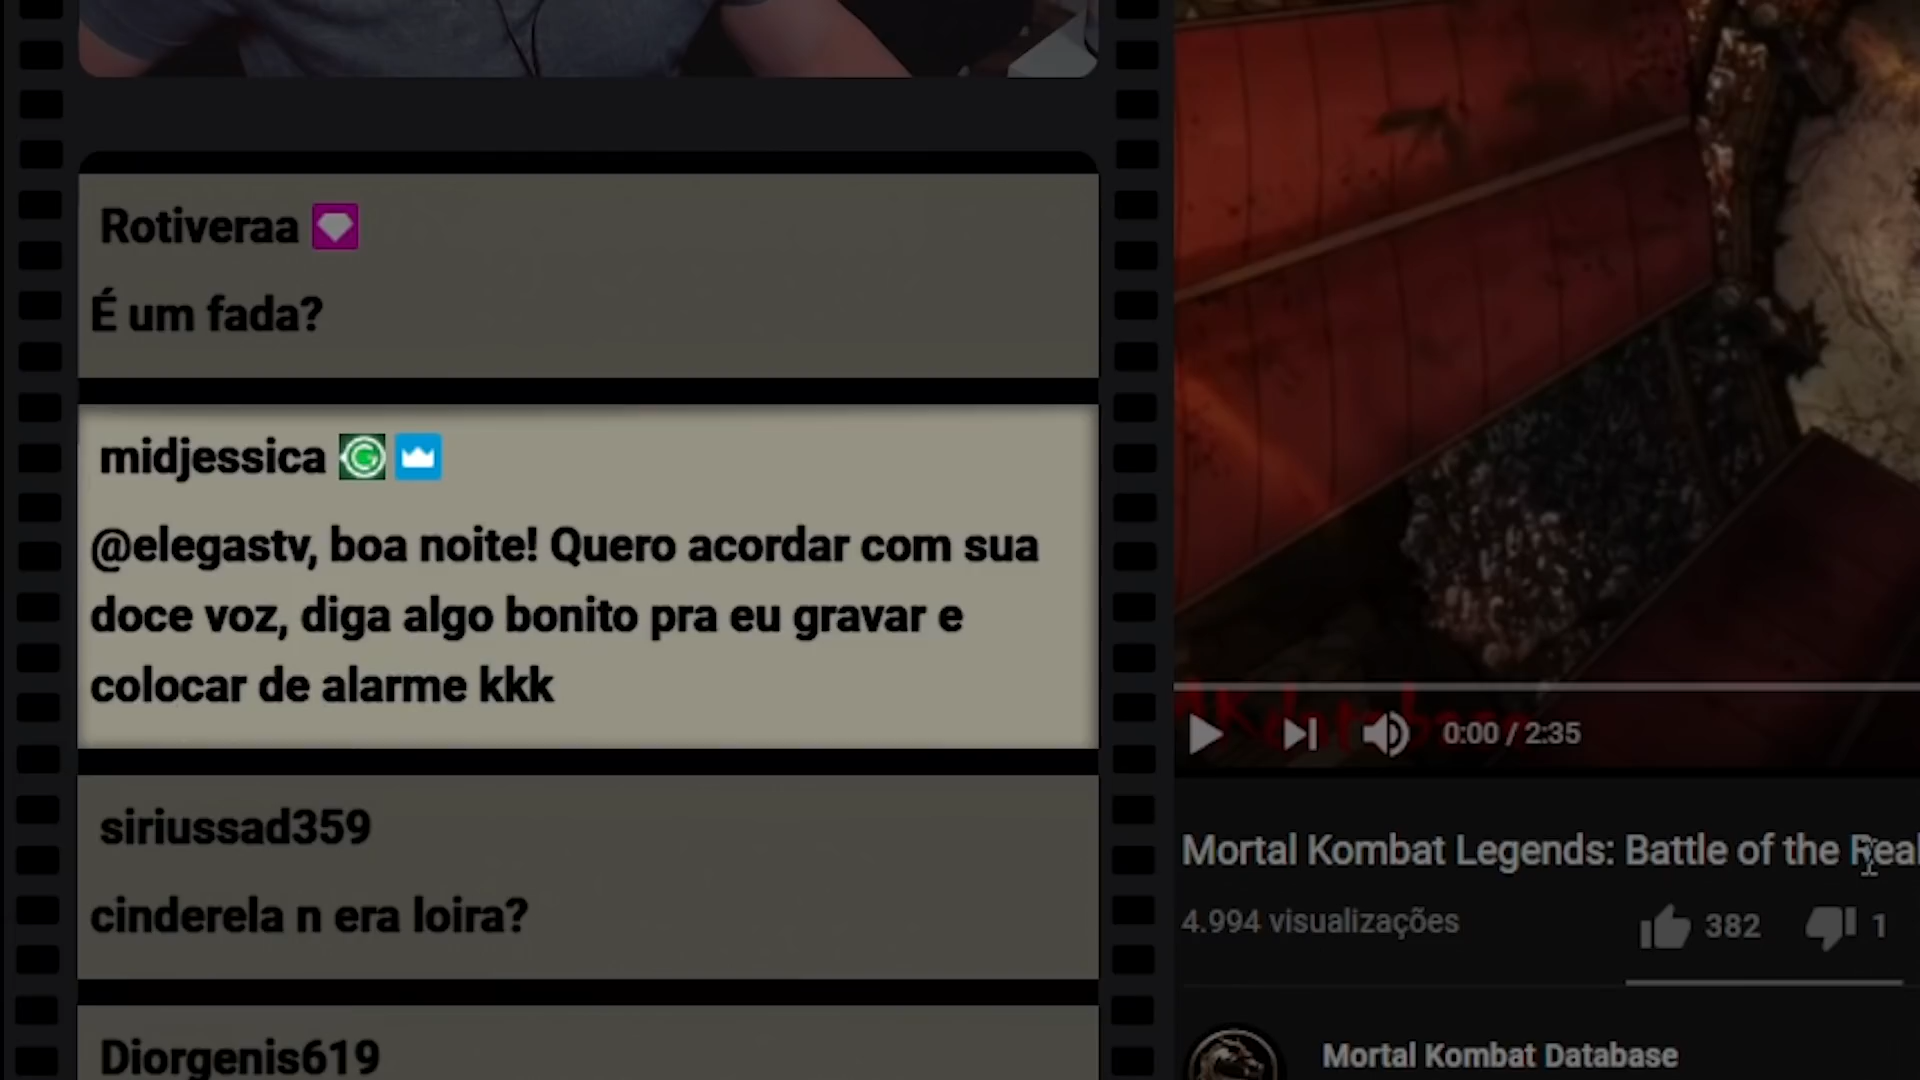 Rotiveraa
É um fada?
midjessica
@elegastv, boa noite! Quero acordar com sua
doce voz, diga algo bonito pra eu gravar e
colocar de alarme kkk
siriussad359
cinderela n era loira?
Diorgenis619
0:00 / 2:35
Mortal Kombat Legends: Battle of the Real
4.994 visualizações
382
1
Mortal Kombat Database